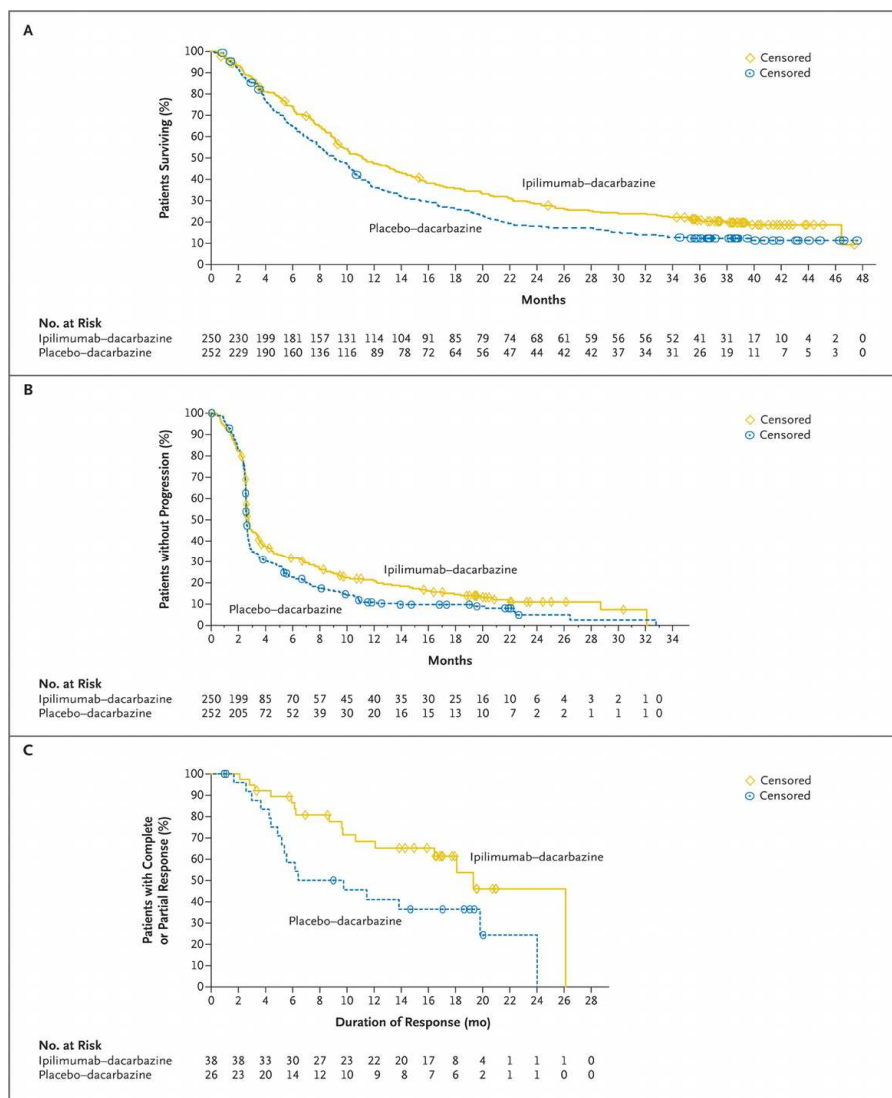 A
100
90
80
70
60
50
40
30
20
10
0
Patients Surviving (%)
Censored
Censored
Ipilimumab–dacarbazine
Placebo–dacarbazine
0 2 4 6 8 10 12 14 16 18 20 22 24 26 28 30 32 34 36 38 40 42 44 46 48
Months
No. at Risk
Ipilimumab–dacarbazine 250 230 199 181 157 131 114 104 91 85 79 74 68 61 59 56 56 52 41 31 17 10 4 2 0
Placebo–dacarbazine 252 229 190 160 136 116 89 78 72 64 56 47 44 42 42 37 34 31 26 19 11 7 5 3 0
B
100
90
80
70
60
50
40
30
20
10
0
Patients without Progression (%)
Censored
Censored
Ipilimumab–dacarbazine
Placebo–dacarbazine
0 2 4 6 8 10 12 14 16 18 20 22 24 26 28 30 32 34
Months
No. at Risk
Ipilimumab–dacarbazine 250 199 85 70 57 45 40 35 30 25 16 10 6 4 3 2 1 0
Placebo–dacarbazine 252 205 72 52 39 30 20 16 15 13 10 7 2 2 1 1 1 0
C
100
90
80
70
60
50
40
30
20
10
0
Patients with Complete
or Partial Response (%)
Censored
Censored
Ipilimumab–dacarbazine
Placebo–dacarbazine
0 2 4 6 8 10 12 14 16 18 20 22 24 26 28
Duration of Response (mo)
No. at Risk
Ipilimumab–dacarbazine 38 38 33 30 27 23 22 20 17 8 4 1 1 1 0
Placebo–dacarbazine 26 23 20 14 12 10 9 8 7 6 2 1 1 0 0